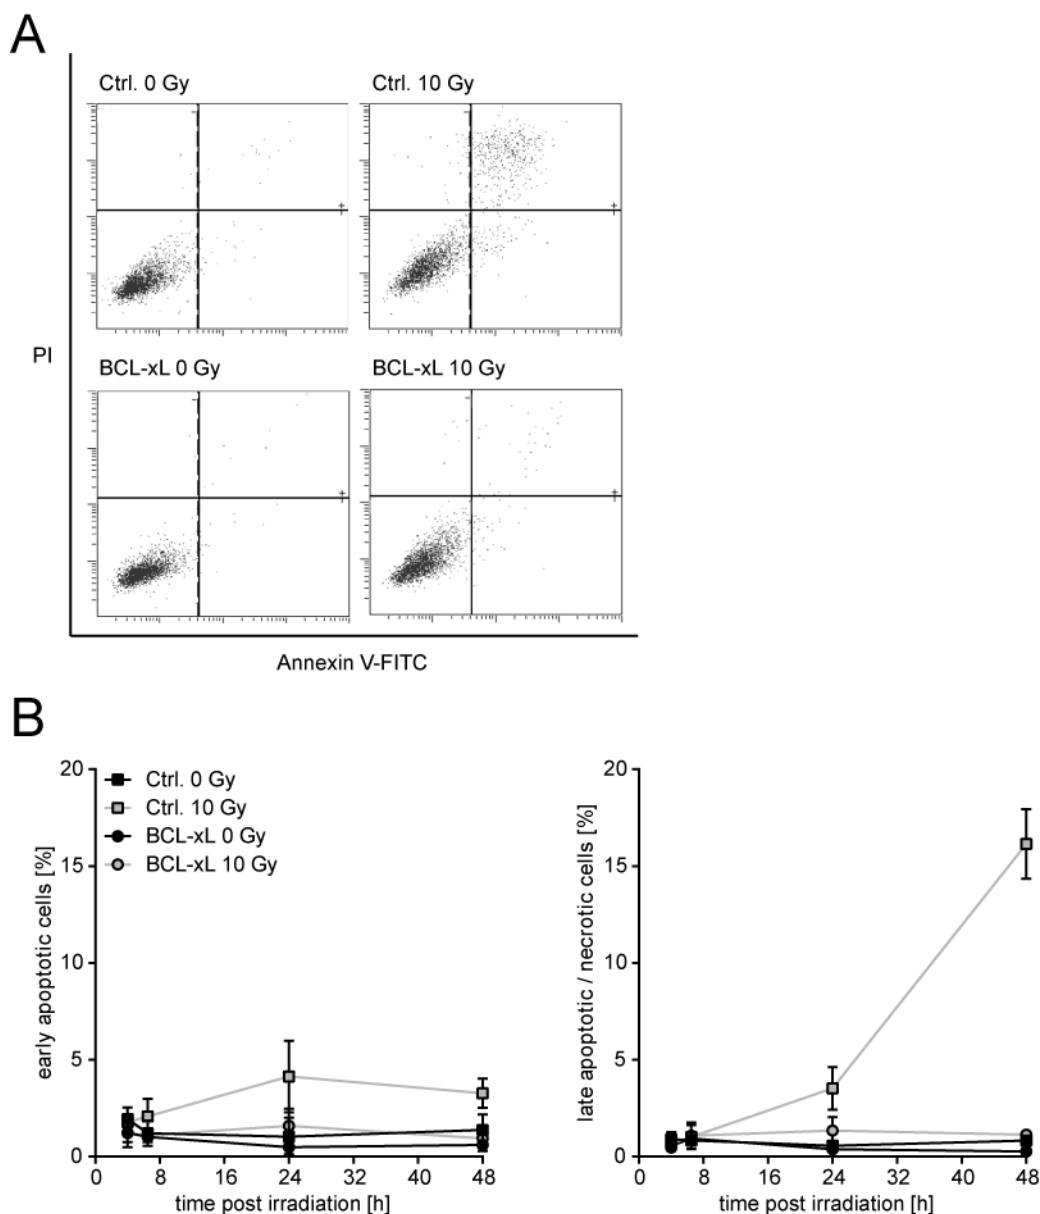 A
Ctrl. 0 Gy
Ctrl. 10 Gy
PI
BCL-xL 0 Gy
BCL-xL 10 Gy
Annexin V-FITC
B
early apoptotic cells [%]
20
15
10
5
0
Ctrl. 0 Gy
Ctrl. 10 Gy
BCL-xL 0 Gy
BCL-xL 10 Gy
0 8 16 24 32 40 48
time post irradiation [h]
late apoptotic / necrotic cells [%]
20
15
10
5
0
0 8 16 24 32 40 48
time post irradiation [h]